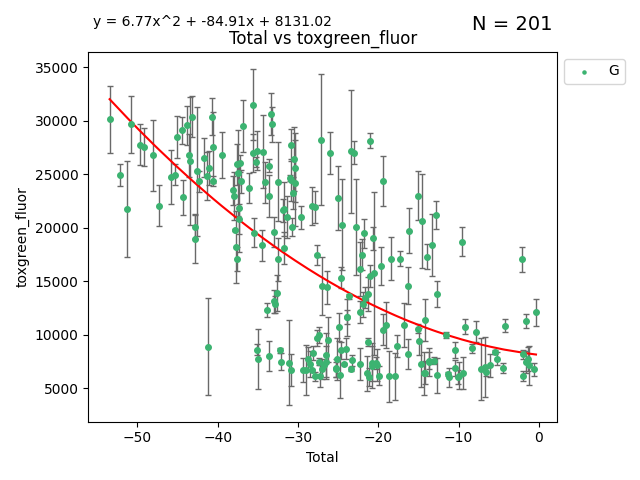 y = 6.77x^2 + -84.91x + 8131.02
N = 201
Total vs toxgreen_fluor
G
35000
30000
25000
20000
15000
10000
5000
toxgreen_fluor
−50 −40 −30 −20 −10 0
Total